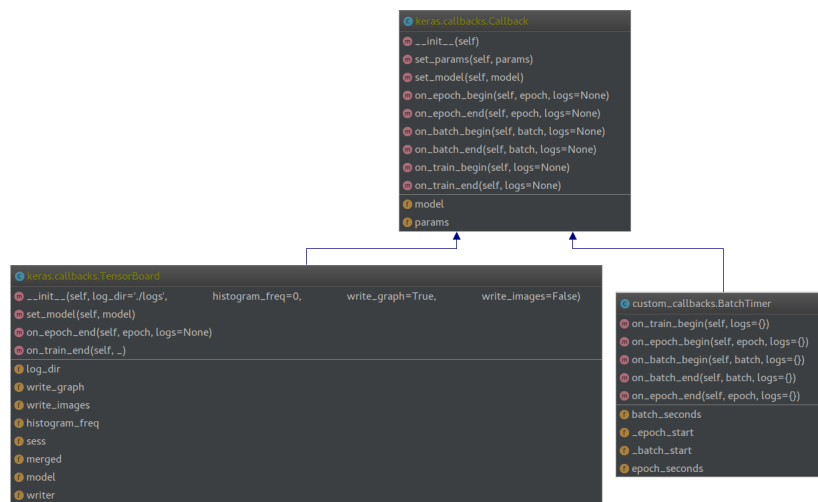 keras.callbacks.Callback
__init__(self)
set_params(self, params)
set_model(self, model)
on_epoch_begin(self, epoch, logs=None)
on_epoch_end(self, epoch, logs=None)
on_batch_begin(self, batch, logs=None)
on_batch_end(self, batch, logs=None)
on_train_begin(self, logs=None)
on_train_end(self, logs=None)
model
params
keras.callbacks.TensorBoard
__init__(self, log_dir='./logs', histogram_freq=0, write_graph=True, write_images=False)
set_model(self, model)
on_epoch_end(self, epoch, logs=None)
on_train_end(self, _)
log_dir
write_graph
write_images
histogram_freq
sess
merged
model
writer
custom_callbacks.BatchTimer
on_train_begin(self, logs={})
on_epoch_begin(self, epoch, logs={})
on_batch_begin(self, batch, logs={})
on_batch_end(self, batch, logs={})
on_epoch_end(self, epoch, logs={})
batch_seconds
_epoch_start
_batch_start
epoch_seconds